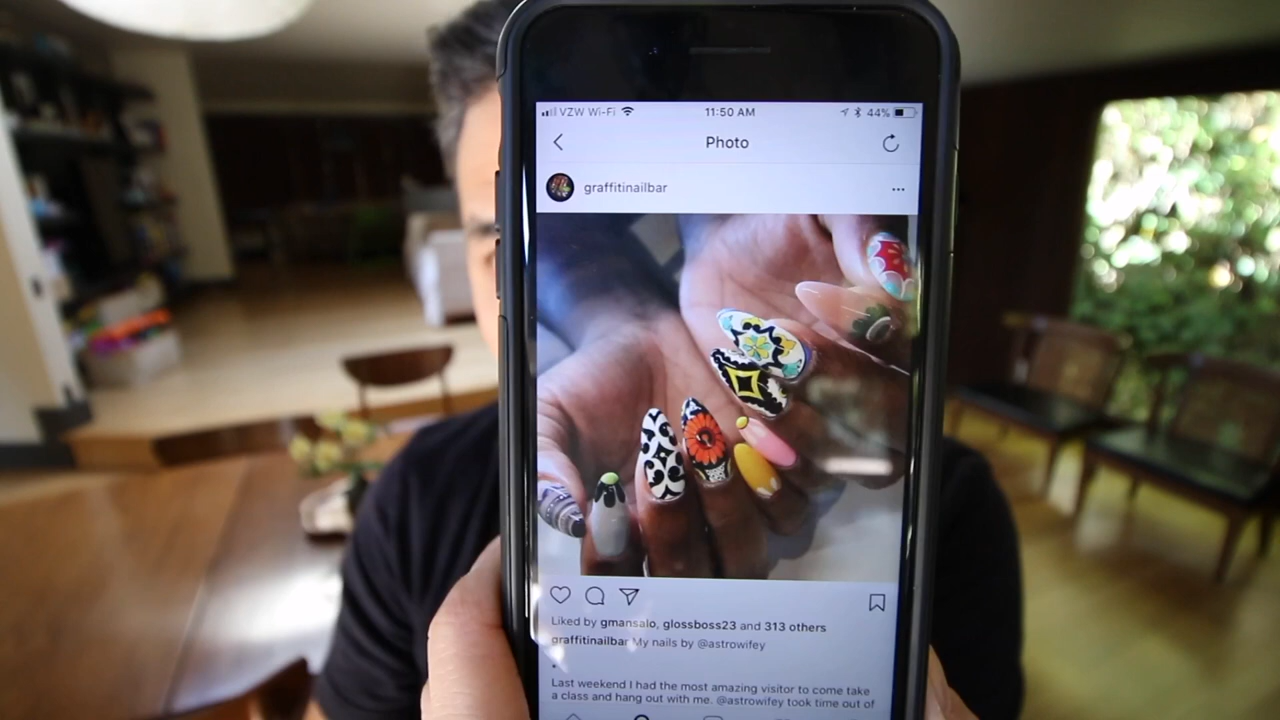 VZW Wi-Fi 11:50 AM 44%
Photo
graffitinailbar
Liked by gmansalo, glossboss23 and 313 others
graffitinailbar My nails by @astrowifey
.
Last weekend I had the most amazing visitor to come take
a class and hang out with me. @astrowifey took time out of